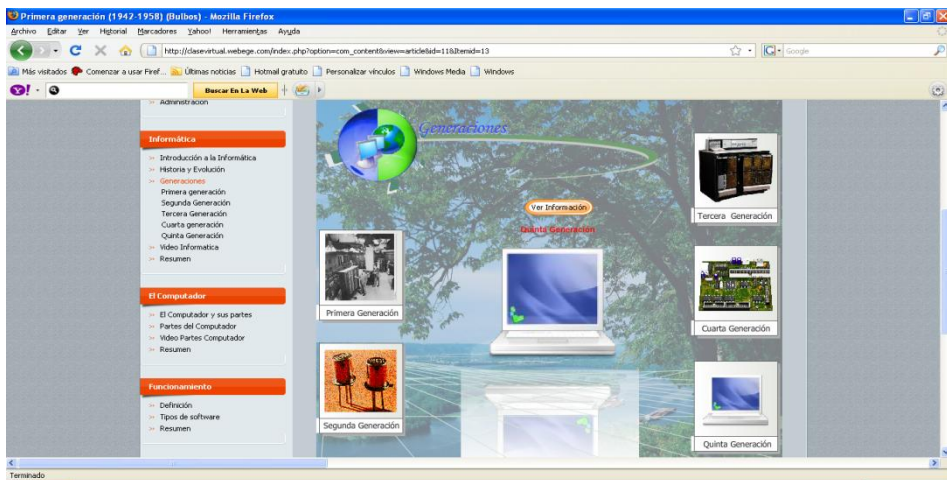 Primera generación (1942-1958) (Bulbos) - Mozilla Firefox
Archivo Editar Ver Historial Marcadores Yahoo! Herramientas Ayuda
http://clasevirtual.webege.com/index.php?option=com_content&view=article&id=11&Itemid=13
Google
Más visitados Comenzar a usar Firef... Últimas noticias Hotmail gratuito Personalizar vínculos Windows Media Windows
Y! Buscar En La Web
Administración
Informática
Introducción a la Informática
Historia y Evolución
Generaciones
Primera generación
Segunda Generación
Tercera Generación
Cuarta generación
Quinta Generación
Video Informatica
Resumen
El Computador
El Computador y sus partes
Partes del Computador
Video Partes Computador
Resumen
Funcionamiento
Definición
Tipos de software
Resumen
Generaciones
Ver Información
Quinta Generación
Primera Generación
Segunda Generación
Tercera Generación
Cuarta Generación
Quinta Generación
Terminado